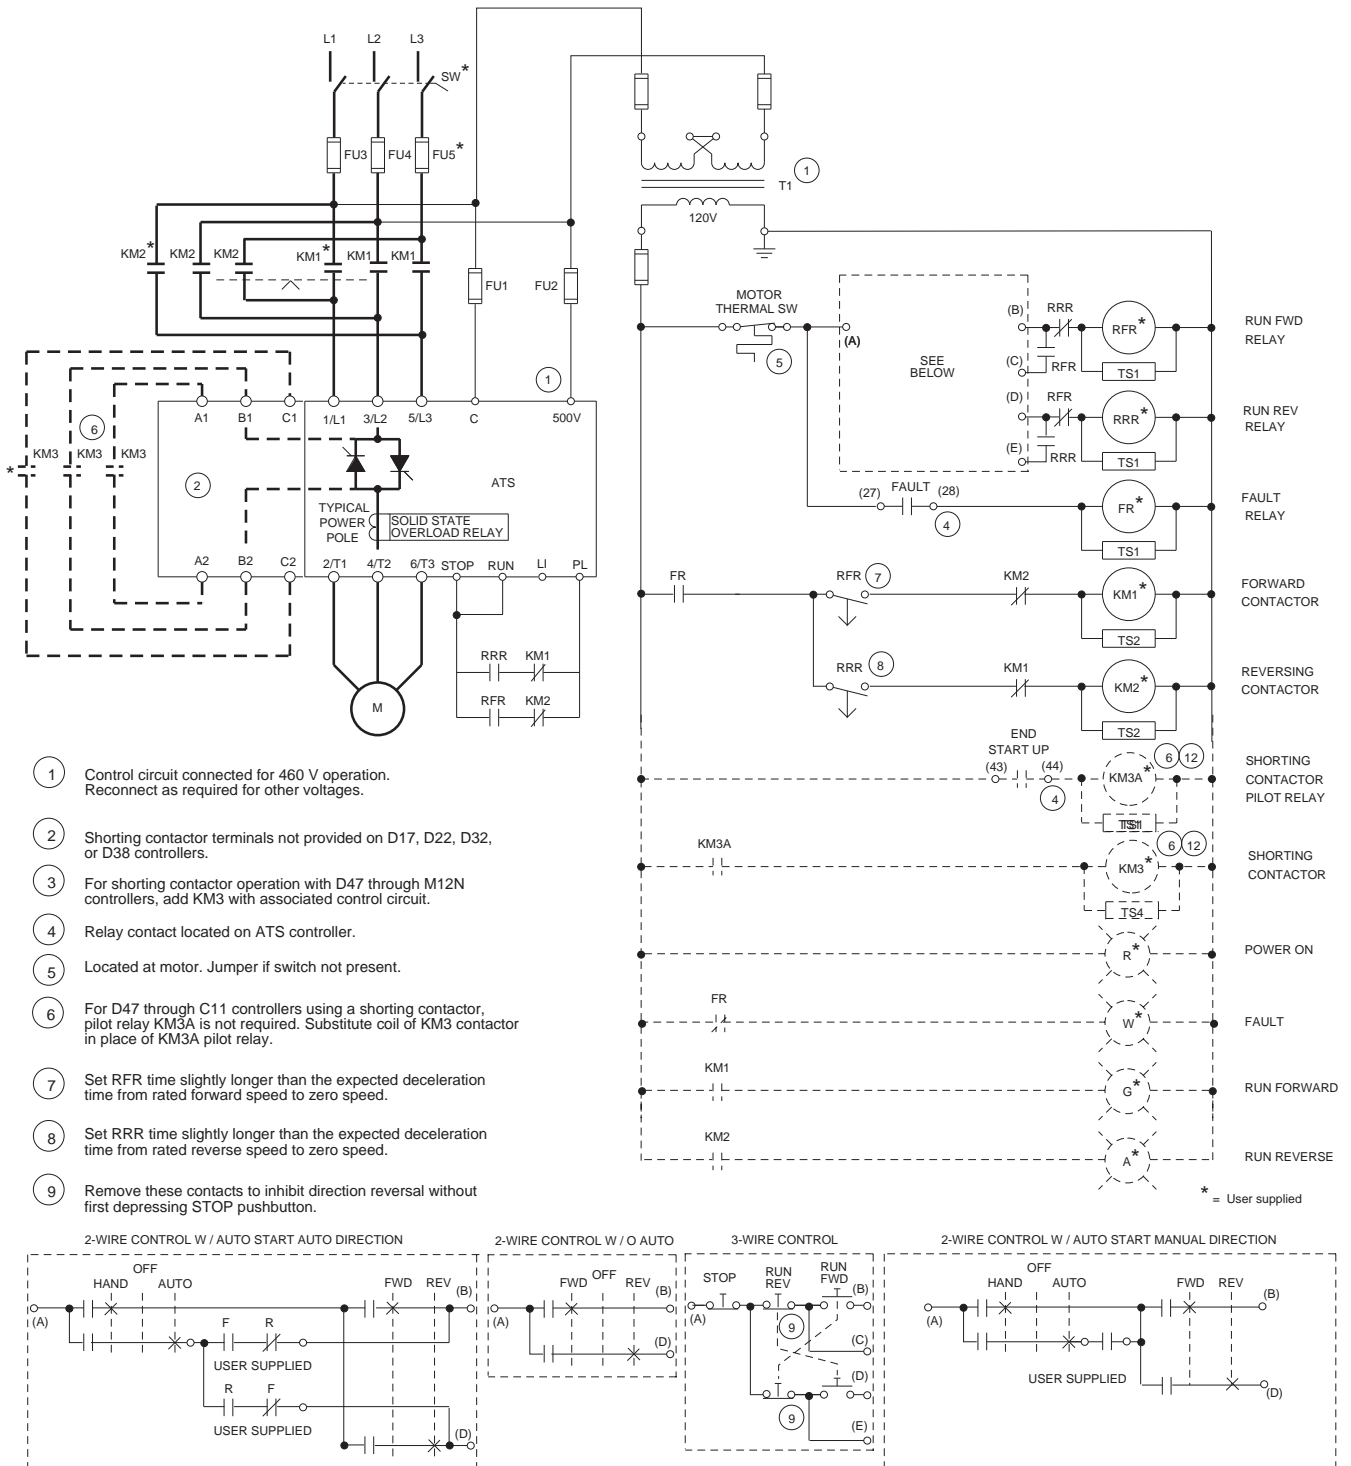 L1 L2 L3
SW*
FU3 FU4 FU5*
1
T1
120V
KM2* KM2 KM2 KM1* KM1 KM1
FU1 FU2
MOTOR
THERMAL SW
5
(A)
SEE
BELOW
(B) RRR RFR* RUN FWD
RELAY
(C) RFR TS1
(D) RFR RRR* RUN REV
RELAY
(E) RRR TS1
1
A1 B1 C1 1/L1 3/L2 5/L3 C 500V
6
* KM3 KM3 KM3
2
ATS
TYPICAL
POWER
POLE
SOLID STATE
OVERLOAD RELAY
A2 B2 C2 2/T1 4/T2 6/T3 STOP RUN LI PL
RRR KM1
RFR KM2
M
(27) FAULT (28) FR* FAULT
RELAY
4 TS1
FR RFR 7 KM2 KM1* FORWARD
CONTACTOR
TS2
RRR 8 KM1 KM2* REVERSING
CONTACTOR
TS2
END
START UP
(43) (44) KM3A* 6 12 SHORTING
CONTACTOR
PILOT RELAY
4 TS1
KM3A KM3* 6 12 SHORTING
CONTACTOR
TS4
R* POWER ON
FR W* FAULT
KM1 G* RUN FORWARD
KM2 A* RUN REVERSE
* = User supplied
1 Control circuit connected for 460 V operation.
Reconnect as required for other voltages.
2 Shorting contactor terminals not provided on D17, D22, D32,
or D38 controllers.
3 For shorting contactor operation with D47 through M12N
controllers, add KM3 with associated control circuit.
4 Relay contact located on ATS controller.
5 Located at motor. Jumper if switch not present.
6 For D47 through C11 controllers using a shorting contactor,
pilot relay KM3A is not required. Substitute coil of KM3 contactor
in place of KM3A pilot relay.
7 Set RFR time slightly longer than the expected deceleration
time from rated forward speed to zero speed.
8 Set RRR time slightly longer than the expected deceleration
time from rated reverse speed to zero speed.
9 Remove these contacts to inhibit direction reversal without
first depressing STOP pushbutton.
2-WIRE CONTROL W / AUTO START AUTO DIRECTION
OFF
HAND AUTO FWD REV (B)
(A)
F R
USER SUPPLIED
R F
USER SUPPLIED
(D)
2-WIRE CONTROL W / O AUTO
FWD OFF REV (B)
(A)
(D)
3-WIRE CONTROL
STOP RUN
REV RUN
FWD
(B)
(A)
9
(C)
(D)
9
(E)
2-WIRE CONTROL W / AUTO START MANUAL DIRECTION
OFF
HAND AUTO FWD REV
(B)
(A)
USER SUPPLIED
(D)